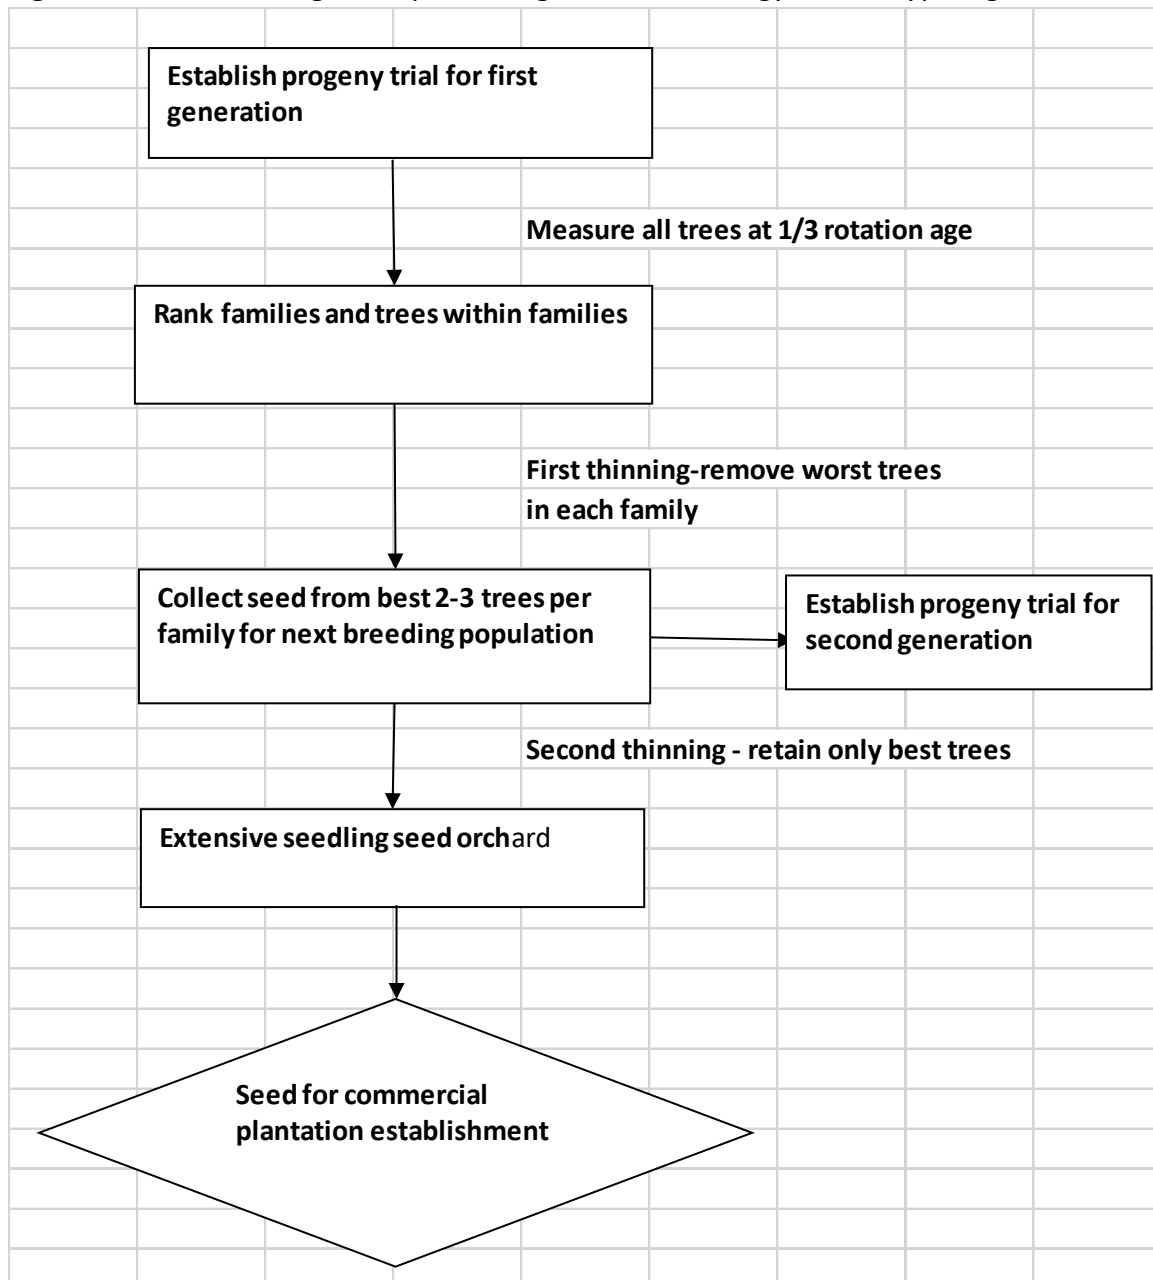 Establish progeny trial for first
generation
Measure all trees at 1/3 rotation age
Rank families and trees within families
First thinning-remove worst trees
in each family
Collect seed from best 2-3 trees per
family for next breeding population
Establish progeny trial for
second generation
Second thinning - retain only best trees
Extensive seedling seed orchard
Seed for commercial
plantation establishment